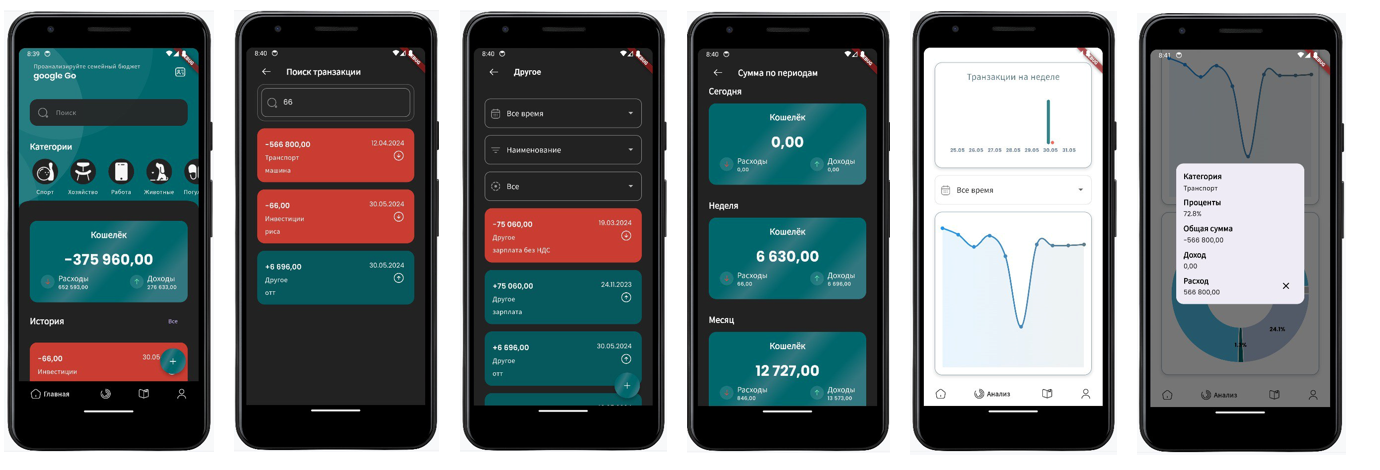 8:39
DEBUG
Проанализируйте семейный бюджет
google Go
Поиск
Категории
Спорт
Хозяйство
Работа
Животные
Посуд
Кошелёк
-375 960,00
Расходы
652 593,00
Доходы
276 633,00
История
Все
-66,00
30.05
Инвестиции
+
Главная
8:40
DEBUG
Поиск транзакции
66
-566 800,00
12.04.2024
Транспорт
машина
-66,00
30.05.2024
Инвестиции
риса
+6 696,00
30.05.2024
Другое
отт
8:40
DEBUG
Другое
Все время
Наименование
Все
-75 060,00
19.03.2024
Другое
зарплата без НДС
+75 060,00
24.11.2023
Другое
зарплата
+6 696,00
30.05.2024
Другое
отт
+
8:40
DEBUG
Сумма по периодам
Сегодня
Кошелёк
0,00
Расходы
0,00
Доходы
0,00
Неделя
Кошелёк
6 630,00
Расходы
66,00
Доходы
6 696,00
Месяц
Кошелёк
12 727,00
Расходы
846,00
Доходы
13 573,00
DEBUG
Транзакции на неделе
25.05 26.05 27.05 28.05 29.05 30.05 31.05
Все время
Анализ
8:41
DEBUG
Категория
Транспорт
Проценты
72.8%
Общая сумма
-566 800,00
Доход
0,00
Расход
566 800,00
24.1%
Анализ